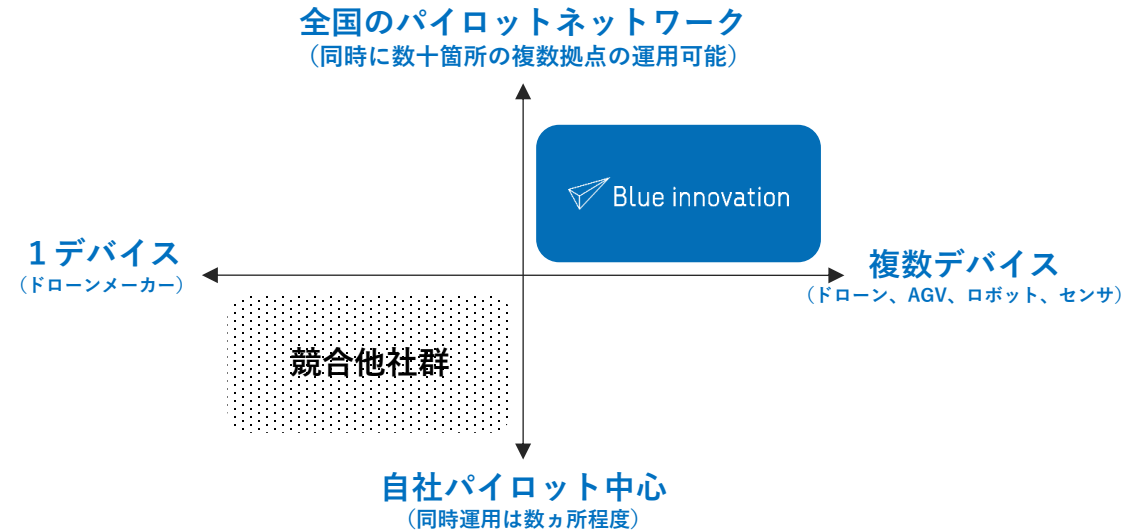 全国のパイロットネットワーク
（同時に数十箇所の複数拠点の運用可能）
Blue innovation
１デバイス
（ドローンメーカー）
複数デバイス
（ドローン、AGV、ロボット、センサ）
競合他社群
自社パイロット中心
（同時運用は数ヵ所程度）